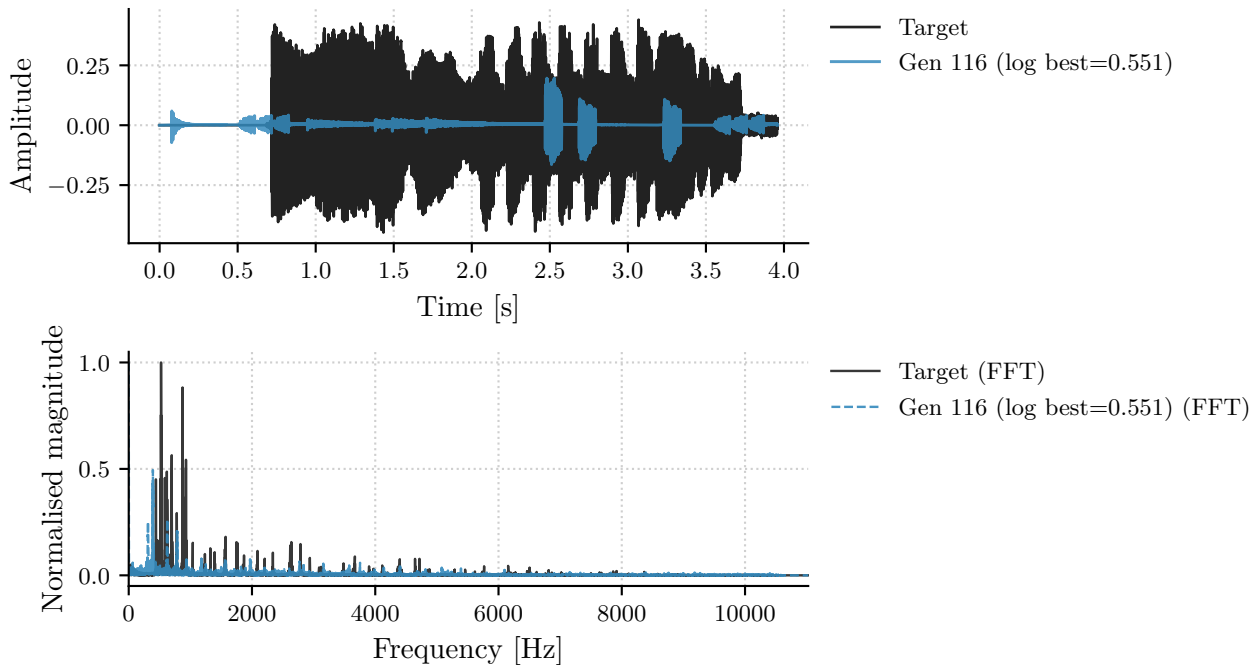 Amplitude
0.25
0.00
−0.25
0.0 0.5 1.0 1.5 2.0 2.5 3.0 3.5 4.0
Time [s]
Target
Gen 116 (log best=0.551)
Normalised magnitude
1.0
0.5
0.0
0 2000 4000 6000 8000 10000
Frequency [Hz]
Target (FFT)
Gen 116 (log best=0.551) (FFT)